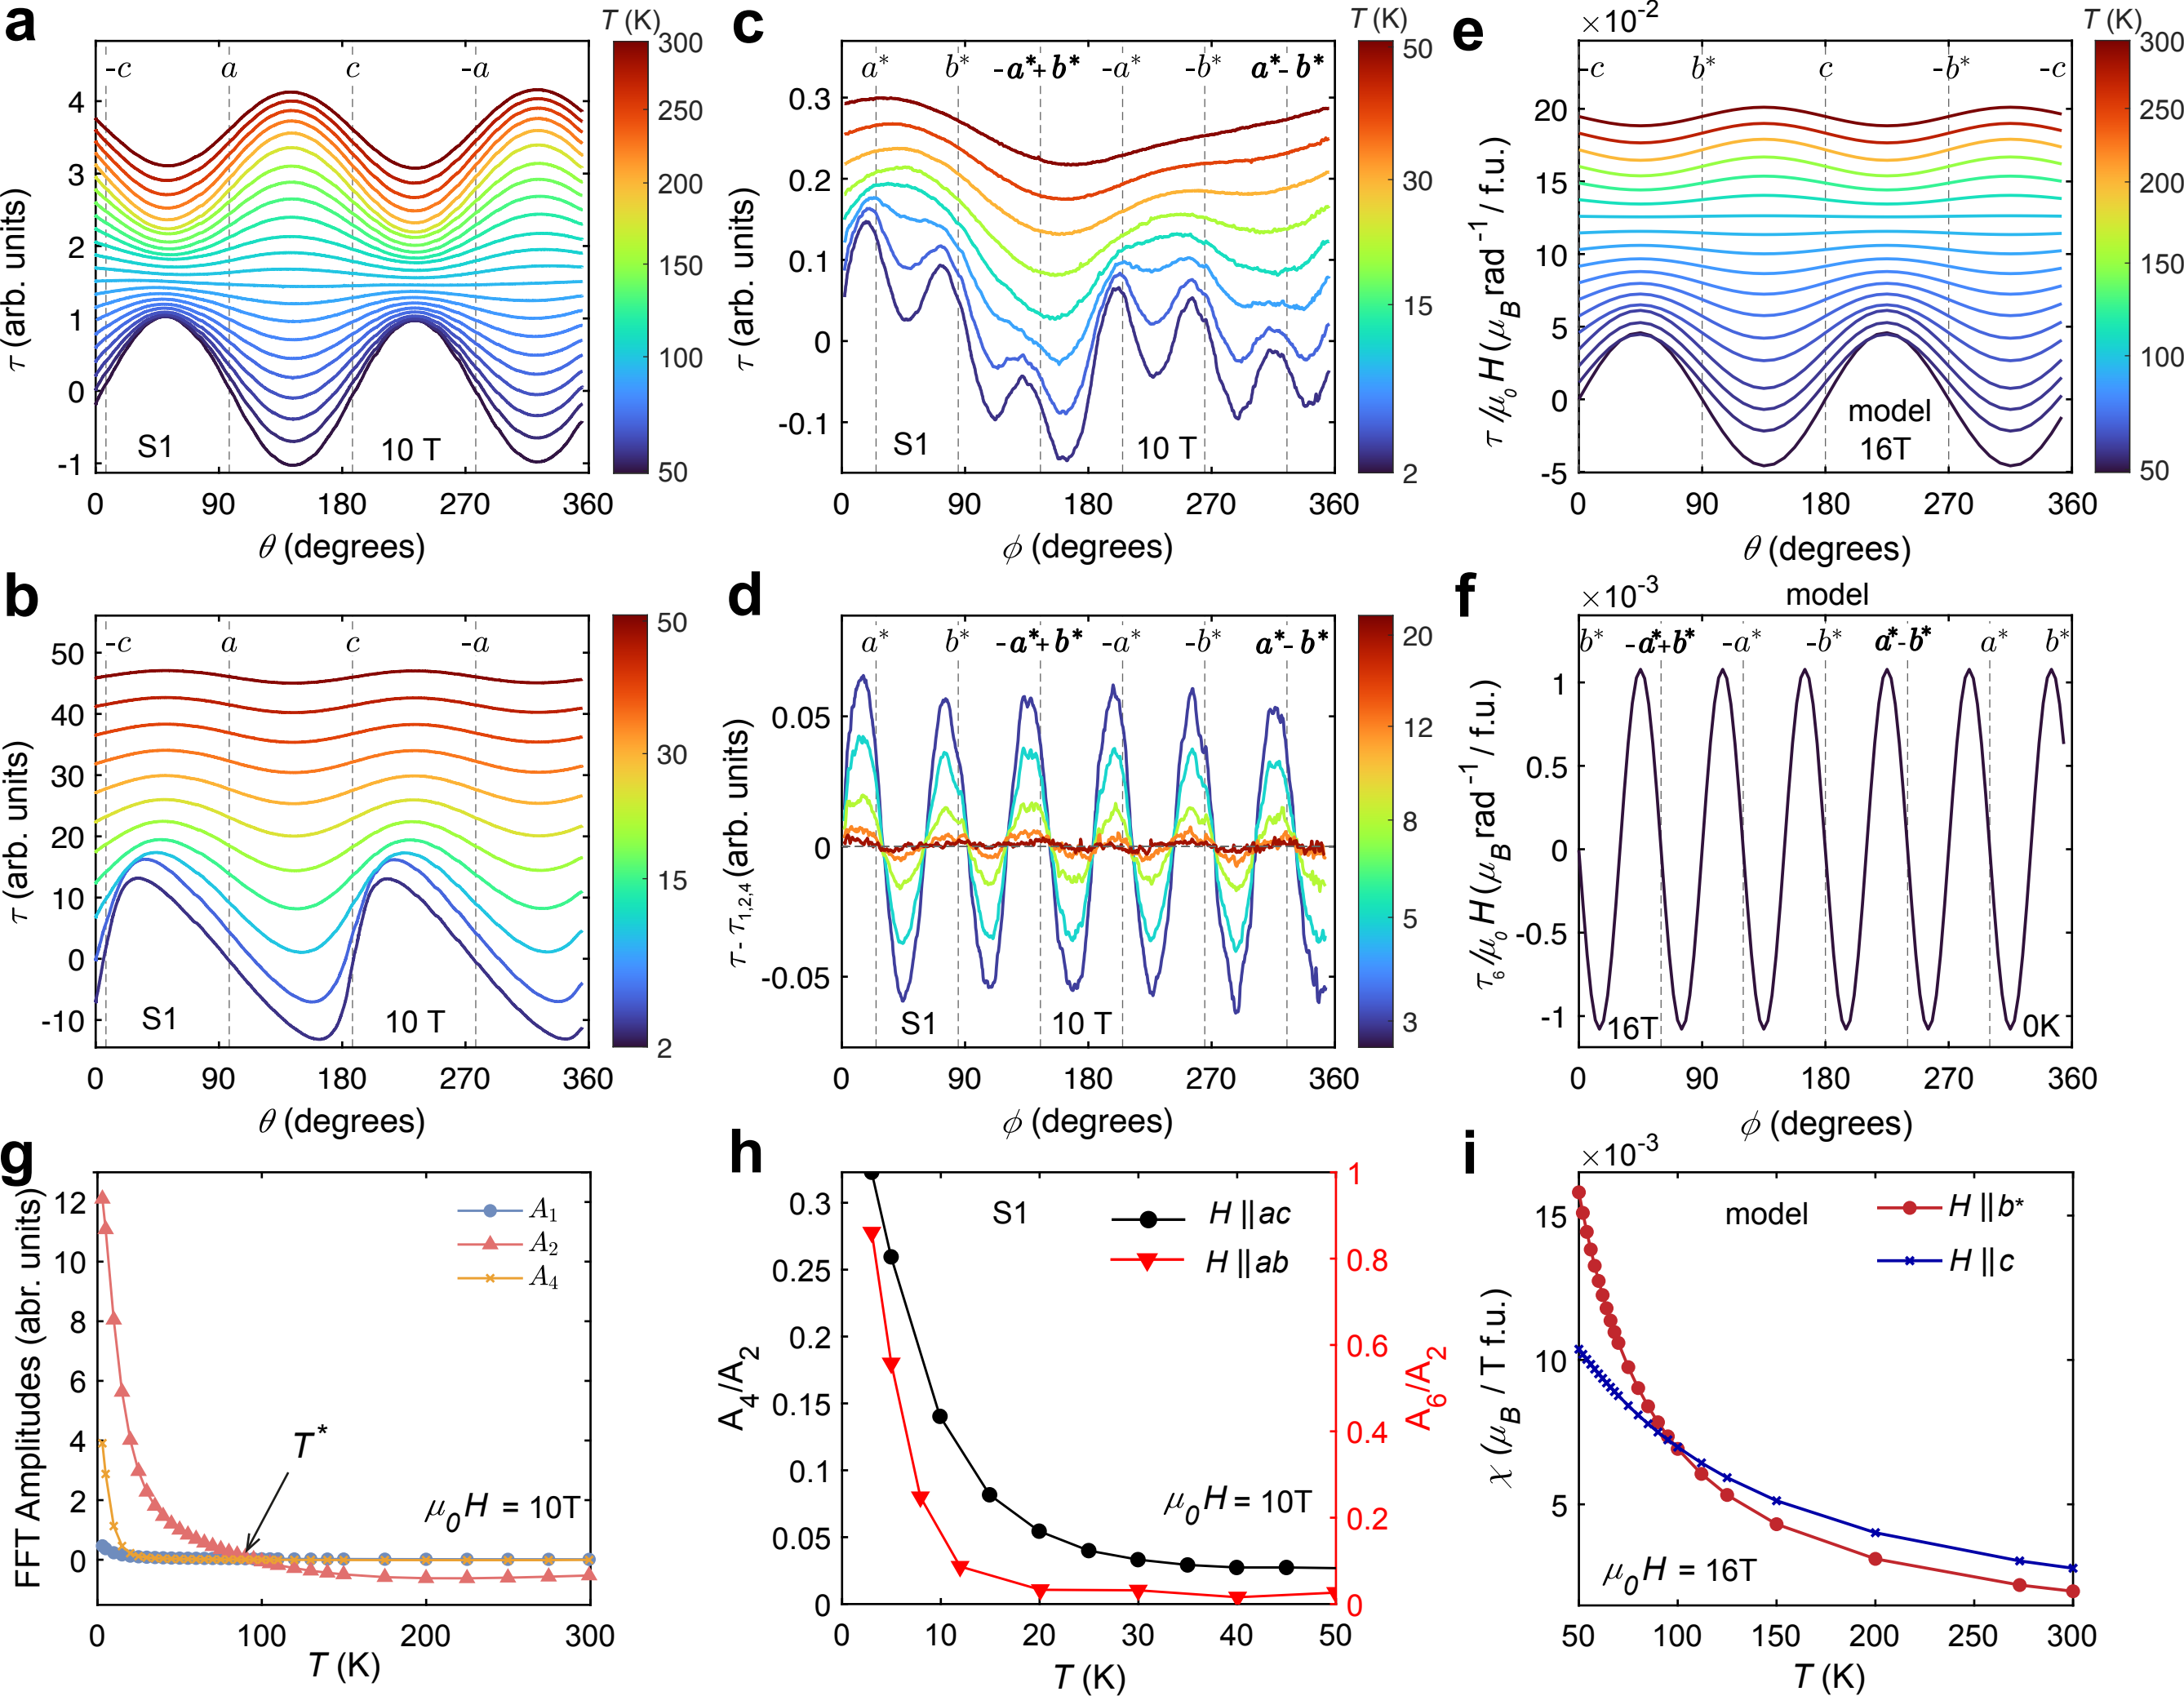 a
T (K)
-c a c -a
300
250
200
150
100
50
4
3
2
1
0
-1
τ (arb. units)
S1
10 T
0 90 180 270 360
θ (degrees)
c
T (K)
a* b* -a*+b* -a* -b* a*-b*
50
30
15
2
0.3
0.2
0.1
0
-0.1
τ (arb. units)
S1
10 T
0 90 180 270 360
ϕ (degrees)
e
×10-2
T (K)
-c b* c -b* -c
300
250
200
150
100
50
20
15
10
5
0
-5
τ /μ0 H (μB rad-1 / f.u.)
model
16T
0 90 180 270 360
θ (degrees)
b
-c a c -a
50
30
15
2
50
40
30
20
10
0
-10
τ (arb. units)
S1
10 T
0 90 180 270 360
θ (degrees)
d
a* b* -a*+b* -a* -b* a*-b*
20
12
8
5
3
0.05
0
-0.05
τ - τ1,2,4 (arb. units)
S1
10 T
0 90 180 270 360
ϕ (degrees)
f
×10-3
model
b* -a*+b* -a* -b* a*-b* a* b*
1
0.5
0
-0.5
-1
τ6 /μ0 H (μB rad-1 / f.u.)
16T
0K
0 90 180 270 360
ϕ (degrees)
g
12
10
8
6
4
2
0
FFT Amplitudes (abr. units)
A1
A2
A4
T*
μ0H = 10T
0 100 200 300
T (K)
h
0.3
0.25
0.2
0.15
0.1
0.05
0
A4/A2
S1
H || ac
H || ab
μ0H = 10T
1
0.8
0.6
0.4
0.2
0
A6/A2
0 10 20 30 40 50
T (K)
i
×10-3
15
10
5
χ (μB / T f.u.)
model
H || b*
H || c
μ0H = 16T
50 100 150 200 250 300
T (K)